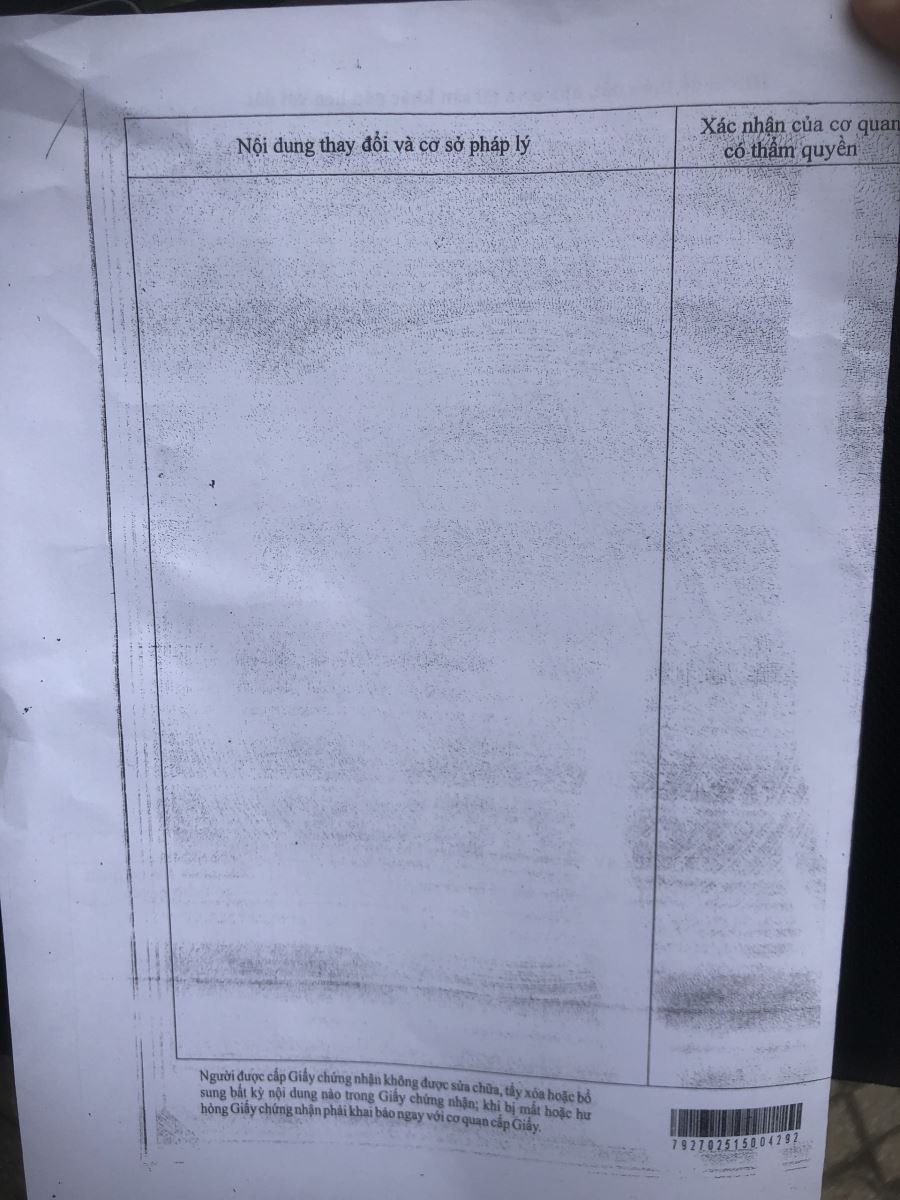 Nội dung thay đổi và cơ sở pháp lý
Xác nhận của cơ quan
có thẩm quyền
Người được cấp Giấy chứng nhận không được sửa chữa, tẩy xóa hoặc bổ
sung bất kỳ nội dung nào trong Giấy chứng nhận; khi bị mất hoặc hư
hỏng Giấy chứng nhận phải khai báo ngay với cơ quan cấp Giấy.
792702515004292